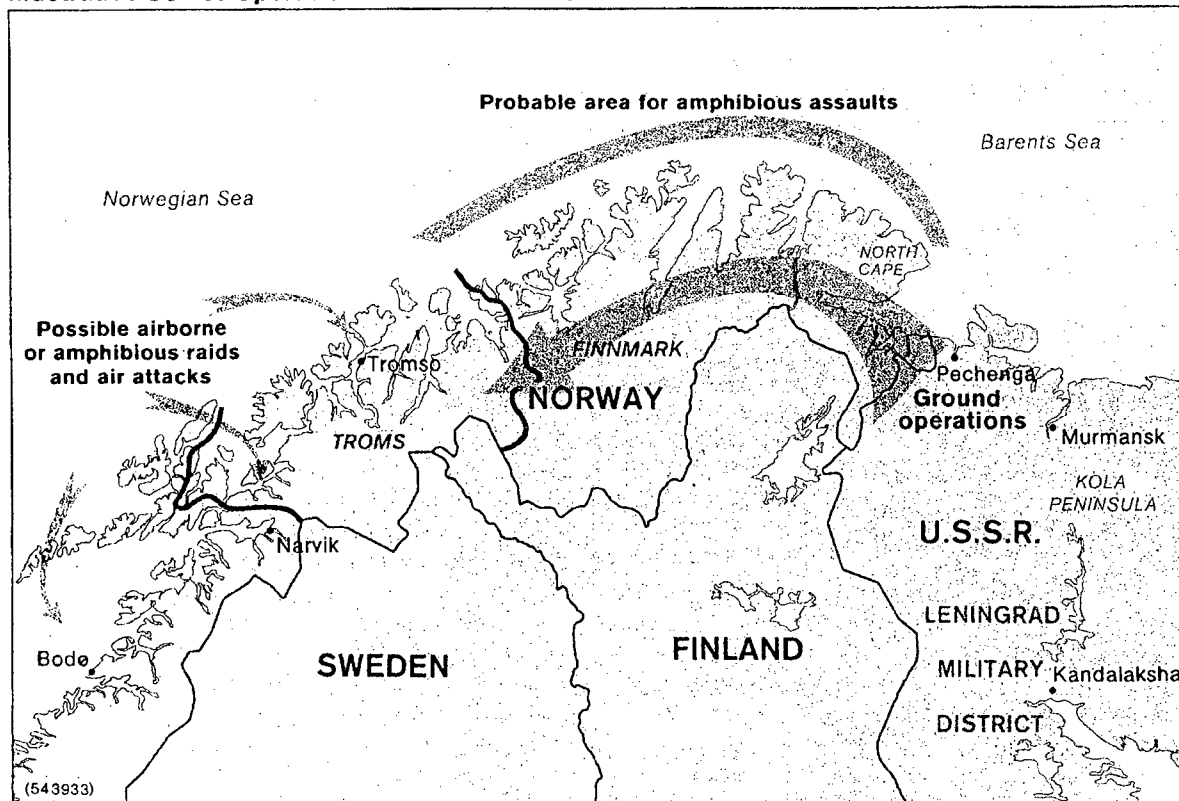 Probable area for amphibious assaults
Barents Sea
Norwegian Sea
NORTH
CAPE
Possible airborne
or amphibious raids
and air attacks
Tromso
FINNMARK
Pechenga
NORWAY
Ground
operations
TROMS
Murmansk
KOLA
PENINSULA
Narvik
U.S.S.R.
LENINGRAD
Bodø
SWEDEN
FINLAND
MILITARY
Kandalaksha
DISTRICT
(543933)